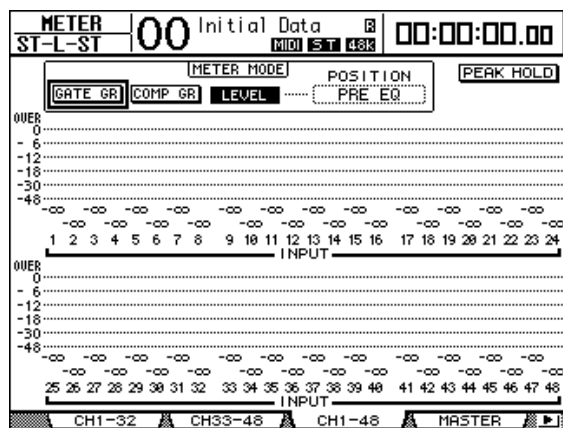 METER
ST-L-ST
00
Initial Data
MIDI ST 48K
00:00:00.00
METER MODE
POSITION
PEAK HOLD
GATE GR COMP GR LEVEL PRE EQ
OVER
0
- 6
-12
-18
-30
-48
-∞ -∞ -∞ -∞ -∞ -∞ -∞ -∞ -∞ -∞ -∞ -∞
-∞ -∞ -∞ -∞ -∞ -∞ -∞ -∞ -∞ -∞ -∞ -∞
1 2 3 4 5 6 7 8 9 10 11 12 13 14 15 16 17 18 19 20 21 22 23 24
INPUT
OVER
0
- 6
-12
-18
-30
-48
-∞ -∞ -∞ -∞ -∞ -∞ -∞ -∞ -∞ -∞ -∞ -∞
-∞ -∞ -∞ -∞ -∞ -∞ -∞ -∞ -∞ -∞ -∞ -∞
25 26 27 28 29 30 31 32 33 34 35 36 37 38 39 40 41 42 43 44 45 46 47 48
INPUT
CH1-32 CH33-48 CH1-48 MASTER